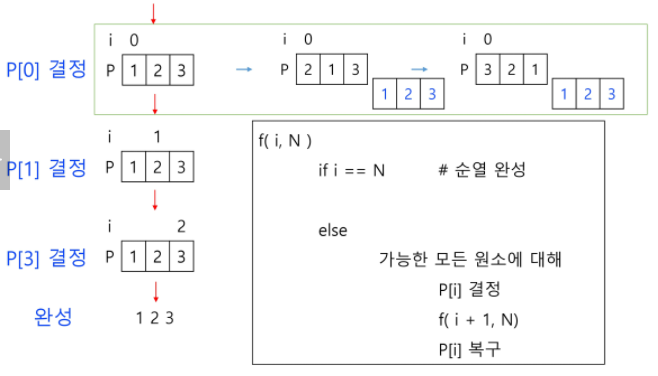 i 0
P[0] 결정 P 1 2 3
i 0
P 2 1 3
1 2 3
i 0
P 3 2 1
1 2 3
i 1
P[1] 결정 P 1 2 3
i 2
P[3] 결정 P 1 2 3
완성 1 2 3
f( i, N )
if i == N # 순열 완성
else
가능한 모든 원소에 대해
P[i] 결정
f( i + 1, N)
P[i] 복구